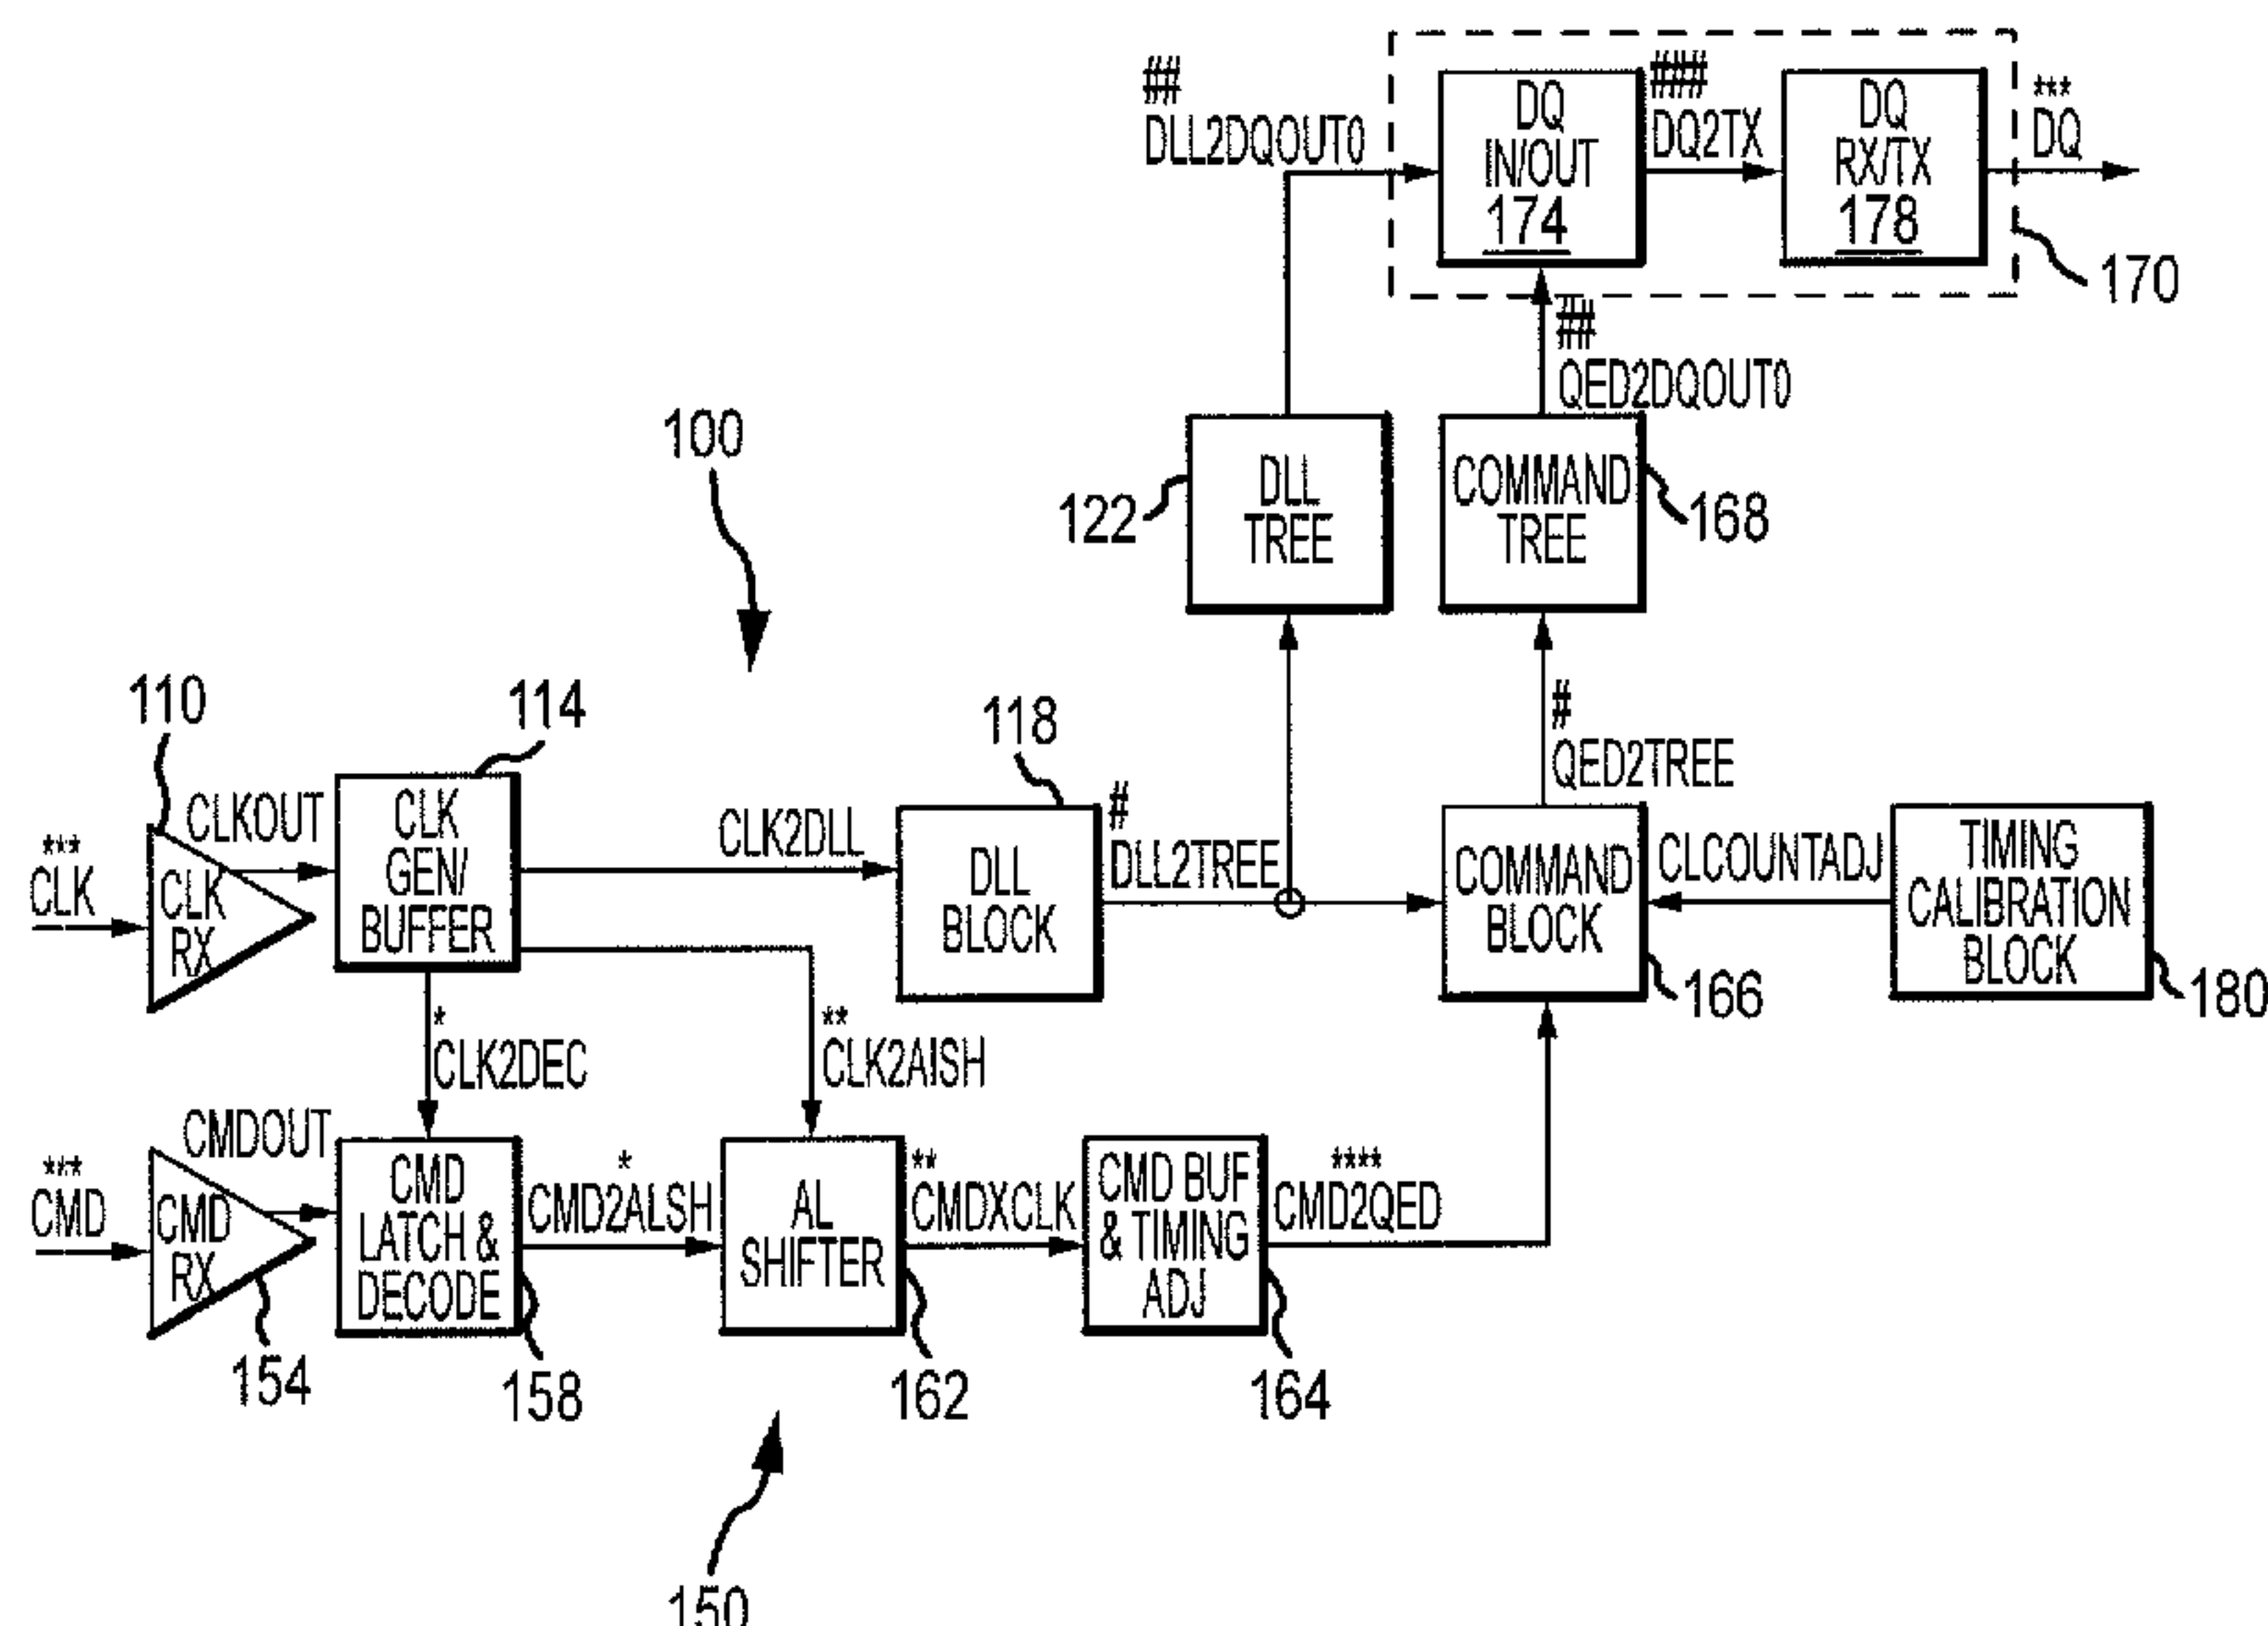 ##
DLL2DQOUT0
DQ
IN/OUT
174
###
DQ2TX
DQ
RX/TX
178
***
DQ
170
##
QED2DQOUT0
100
122
DLL
TREE
COMMAND
TREE
168
110
114
118
#
QED2TREE
***
CLK
CLKOUT
CLK
RX
CLK
GEN/
BUFFER
CLK2DLL
DLL
BLOCK
#
DLL2TREE
COMMAND
BLOCK
166
CLCOUNTADJ
TIMING
CALIBRATION
BLOCK
180
*
CLK2DEC
**
CLK2AISH
***
CMD
CMDOUT
CMD
RX
154
CMD
LATCH &
DECODE
158
*
CMD2ALSH
AL
SHIFTER
162
**
CMDXCLK
CMD BUF
& TIMING
ADJ
164
****
CMD2QED
150